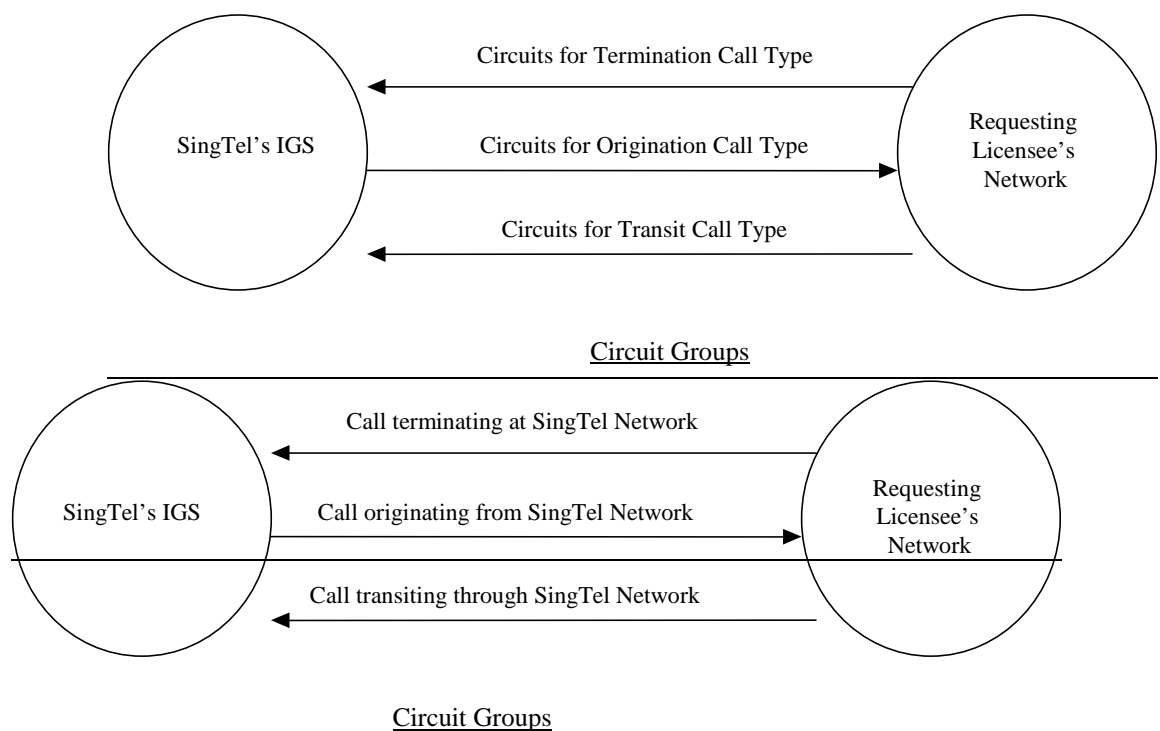 Circuits for Termination Call Type
SingTel’s IGS
Circuits for Origination Call Type
Requesting
Licensee’s
Network
Circuits for Transit Call Type
Circuit Groups
Call terminating at SingTel Network
SingTel’s IGS
Call originating from SingTel Network
Requesting
Licensee’s
Network
Call transiting through SingTel Network
Circuit Groups